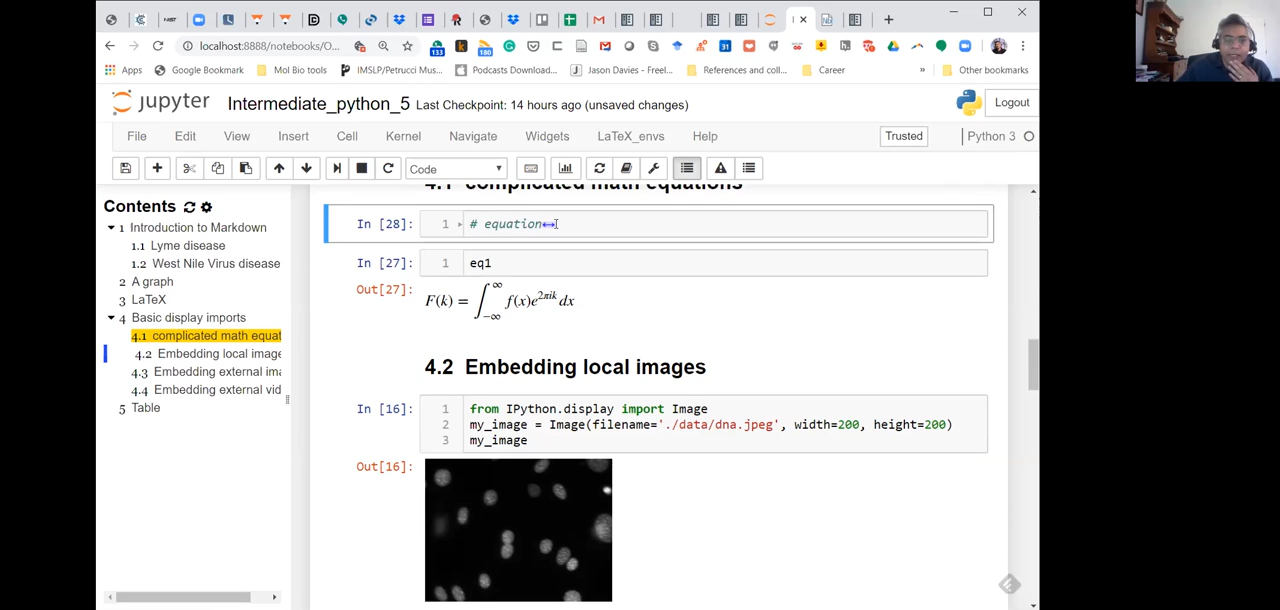 localhost:8888/notebooks/O...
133
180
31
Apps Google Bookmarks Mol Bio tools IMSLP/Petrucci Mus... Podcasts Download... Jason Davies - Freel... References and coll... Career » Other bookmarks
jupyter Intermediate_python_5 Last Checkpoint: 14 hours ago (unsaved changes) Logout
File Edit View Insert Cell Kernel Navigate Widgets LaTeX_envs Help Trusted Python 3
Code
Contents
1 Introduction to Markdown
1.1 Lyme disease
1.2 West Nile Virus disease
2 A graph
3 LaTeX
4 Basic display imports
4.1 complicated math equat
4.2 Embedding local image
4.3 Embedding external ima
4.4 Embedding external vid
5 Table
4.1 complicated math equations
In [28]: 1 # equation↔
In [27]: 1 eq1
Out[27]: F(k) = ∫_{-∞}^{∞} f(x)e^{2πik} dx
4.2 Embedding local images
In [16]: 1 from IPython.display import Image
2 my_image = Image(filename='./data/dna.jpeg', width=200, height=200)
3 my_image
Out[16]: